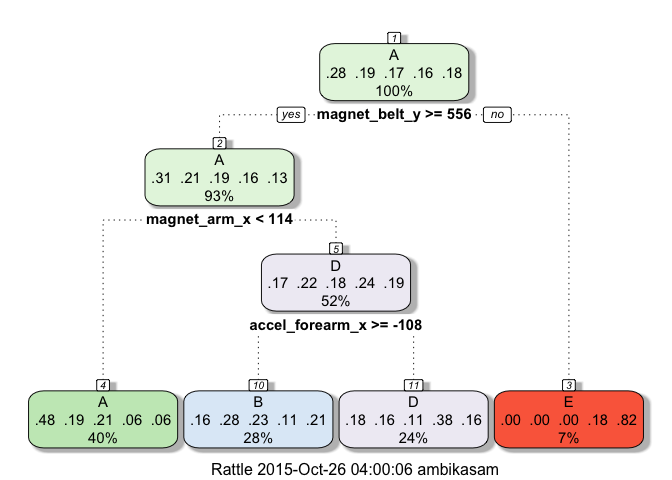 1
A
.28 .19 .17 .16 .18
100%
yes magnet_belt_y >= 556 no
2
A
.31 .21 .19 .16 .13
93%
magnet_arm_x < 114
5
D
.17 .22 .18 .24 .19
52%
accel_forearm_x >= -108
4 10 11 3
A B D E
.48 .19 .21 .06 .06 .16 .28 .23 .11 .21 .18 .16 .11 .38 .16 .00 .00 .00 .18 .82
40% 28% 24% 7%
Rattle 2015-Oct-26 04:00:06 ambikasam